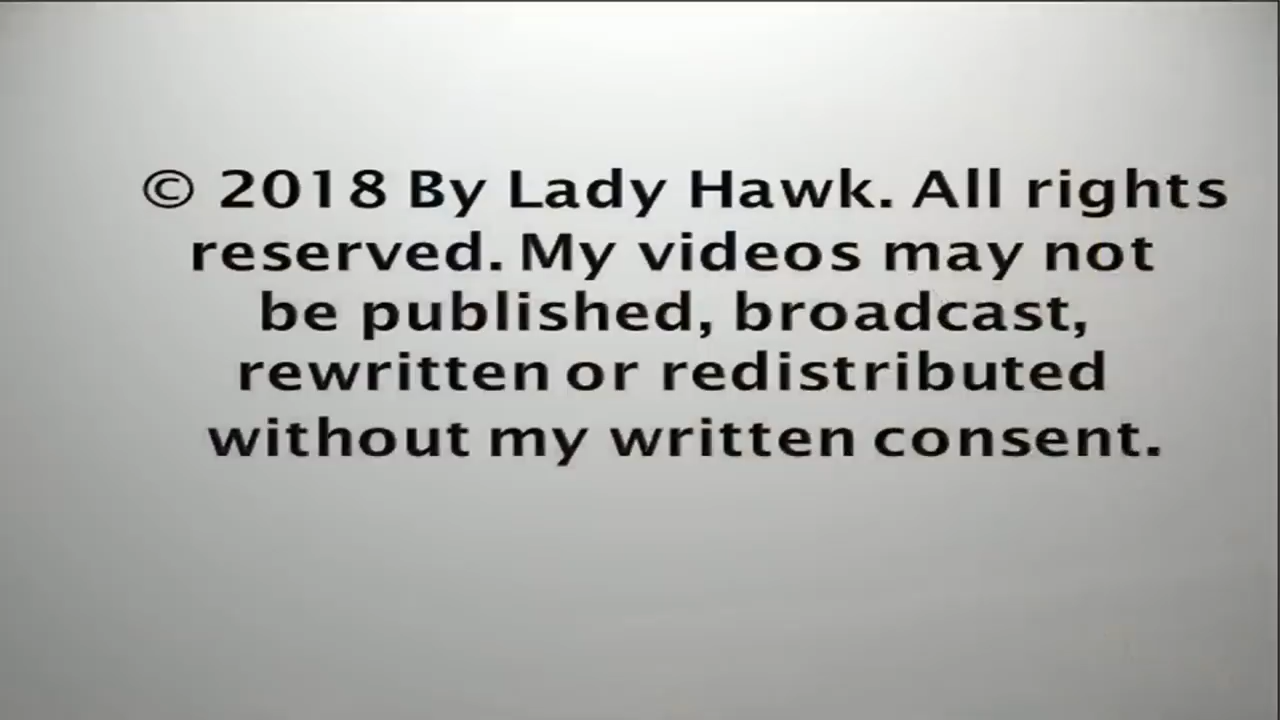 © 2018 By Lady Hawk. All rights
reserved. My videos may not
be published, broadcast,
rewritten or redistributed
without my written consent.